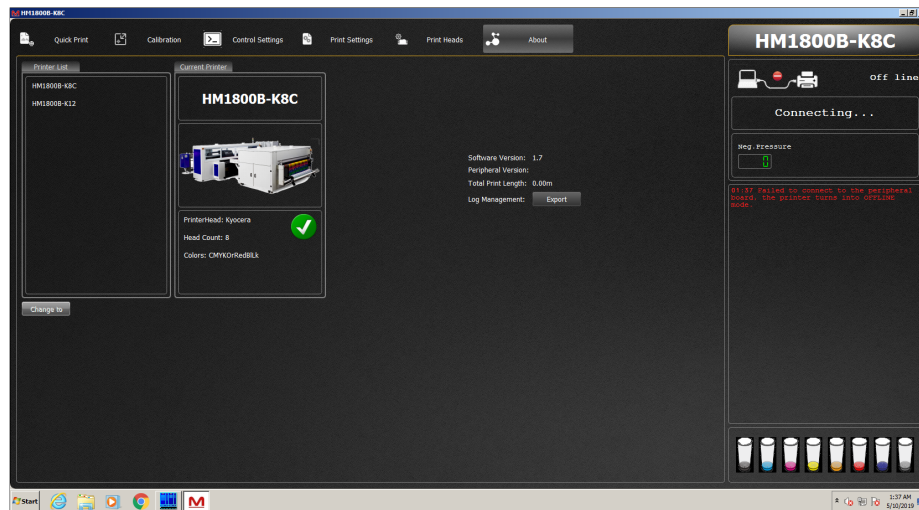 HM1800B-K8C
Quick Print
Calibration
Control Settings
Print Settings
Print Heads
About
Printer List
HM1800B-K8C
HM1800B-K12
Change to
Current Printer
HM1800B-K8C
PrinterHead: Kyocera
Head Count: 8
Colors: CMYKOrRedBlLk
Software Version: 1.7
Peripheral Version:
Total Print Length: 0.00m
Log Management: Export
HM1800B-K8C
Off line
Connecting...
Neg.Pressure
0
01:37 Failed to connect to the peripheral
board, the printer turns into OFFLINE
mode.
Start
1:37 AM
5/10/2019